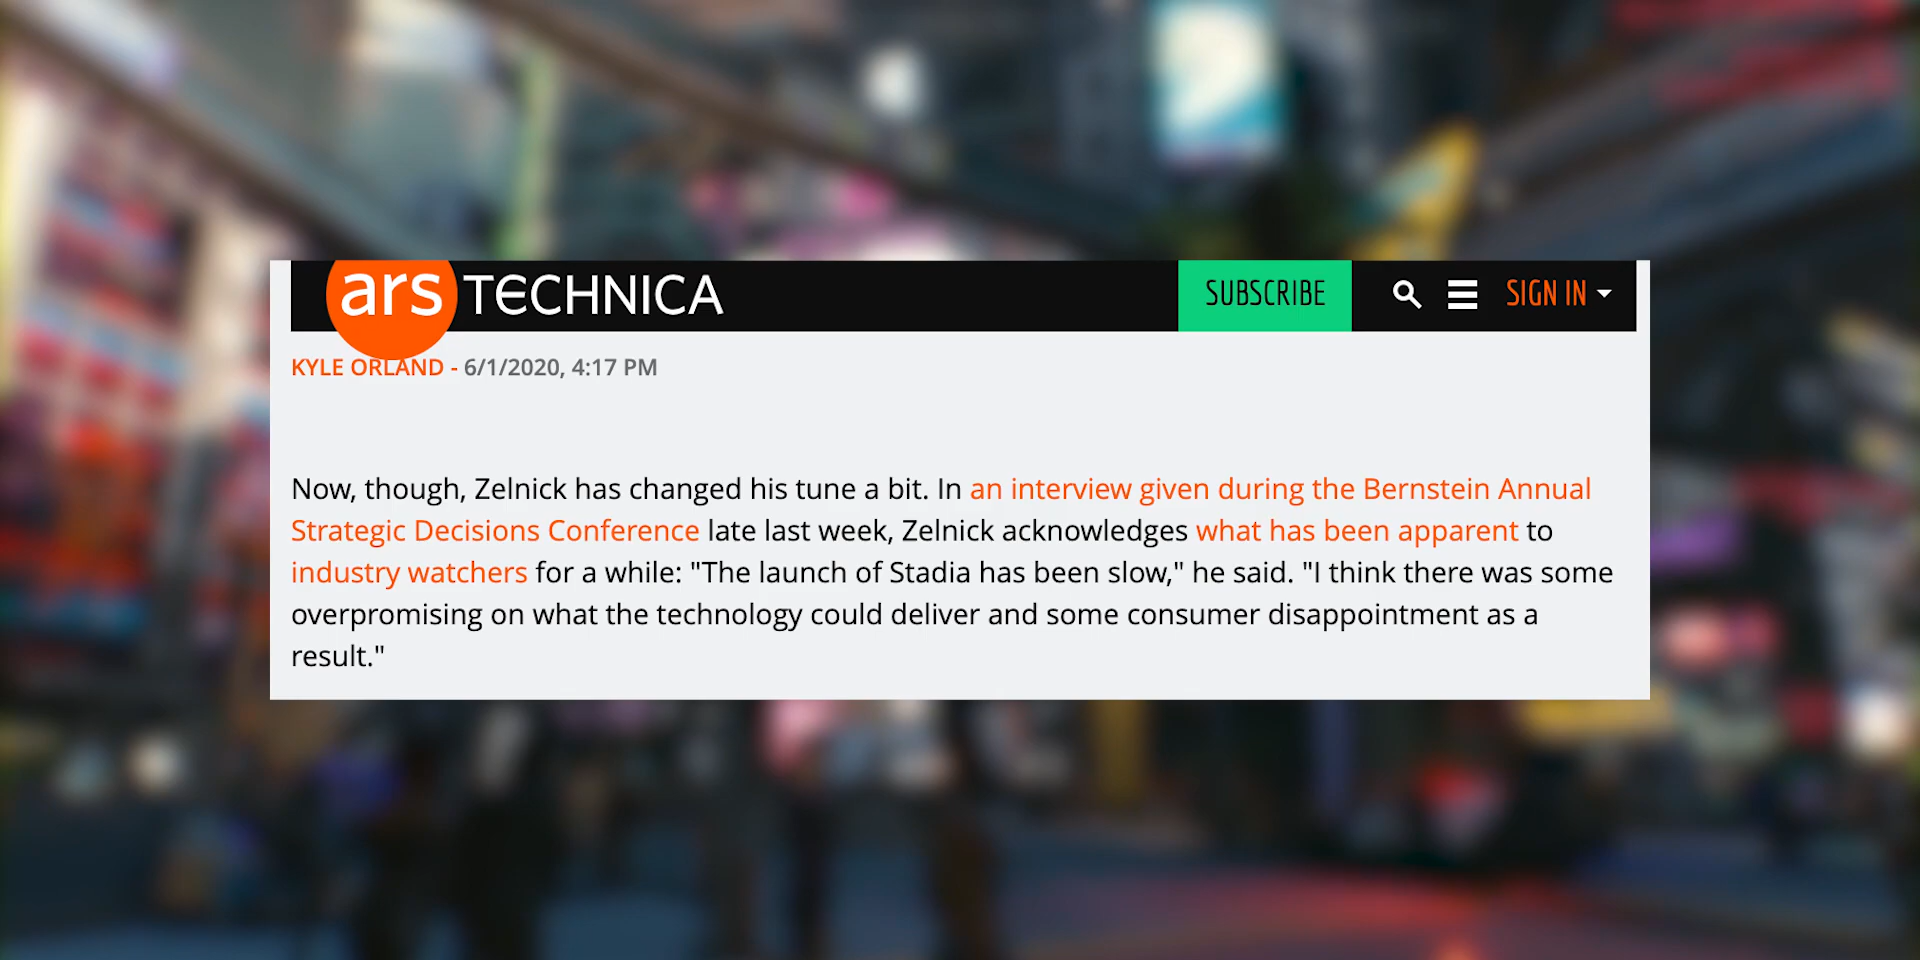 ars TECHNICA
SUBSCRIBE
SIGN IN
KYLE ORLAND - 6/1/2020, 4:17 PM
Now, though, Zelnick has changed his tune a bit. In an interview given during the Bernstein Annual
Strategic Decisions Conference late last week, Zelnick acknowledges what has been apparent to
industry watchers for a while: "The launch of Stadia has been slow," he said. "I think there was some
overpromising on what the technology could deliver and some consumer disappointment as a
result."